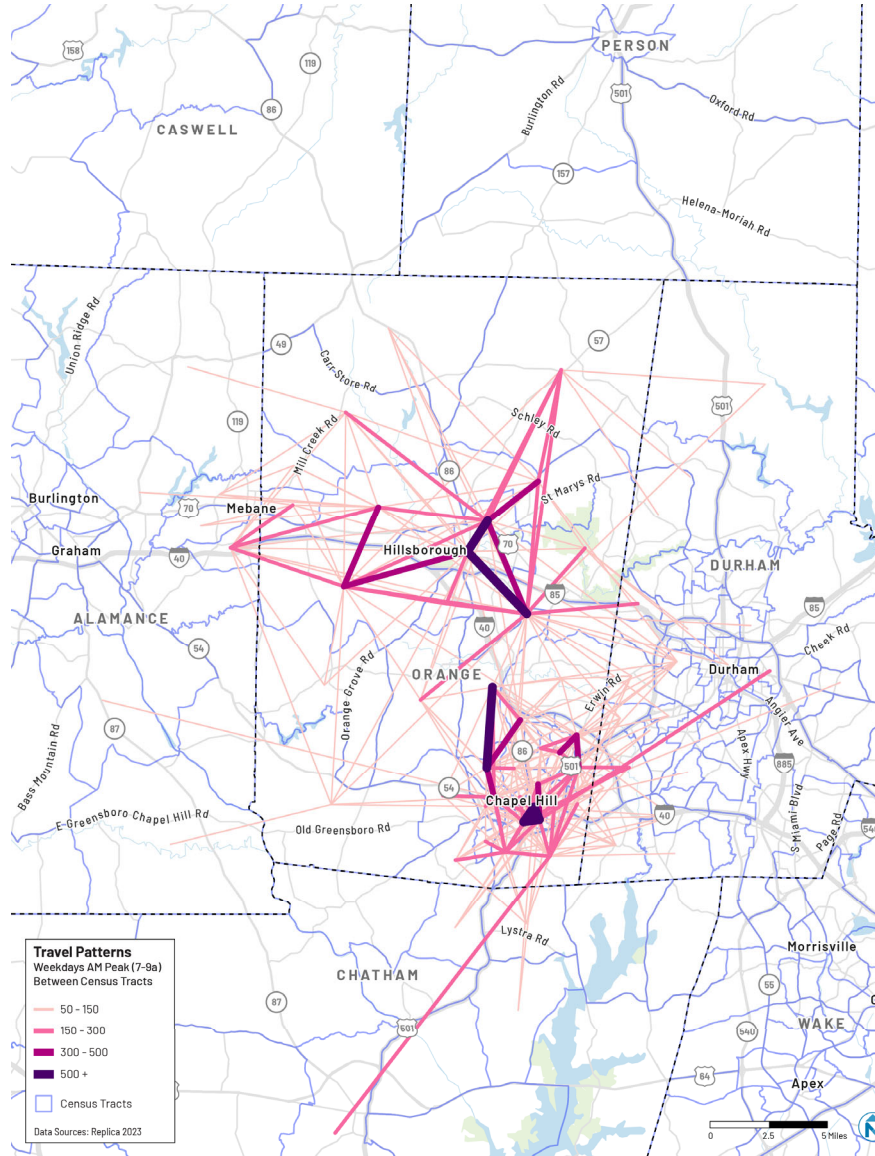 PERSON
158
119
501
Burlington Rd
Oxford Rd
86
CASWELL
157
Helena-Moriah Rd
Union Ridge Rd
49
57
Carr-Store-Rd
501
119
Schley Rd
Mill Creek Rd
86
St Marys Rd
Burlington
70
Mebane
Graham
40
Hillsborough
70
DURHAM
85
85
ALAMANCE
40
Cheek Rd
54
Orange Grove Rd
ORANGE
Erwin Rd
Durham
Angier Ave
87
86
501
Apex Hwy
885
Bass Mountain Rd
54
Chapel Hill
S Miami Blvd
E Greensboro Chapel Hill Rd
Old Greensboro Rd
40
Page Rd
540
Lystra Rd
Morrisville
CHATHAM
55
87
501
540
WAKE
64
Apex
Travel Patterns
Weekdays AM Peak (7-9a)
Between Census Tracts
50 - 150
150 - 300
300 - 500
500 +
Census Tracts
Data Sources: Replica 2023
0 2.5 5 Miles
N